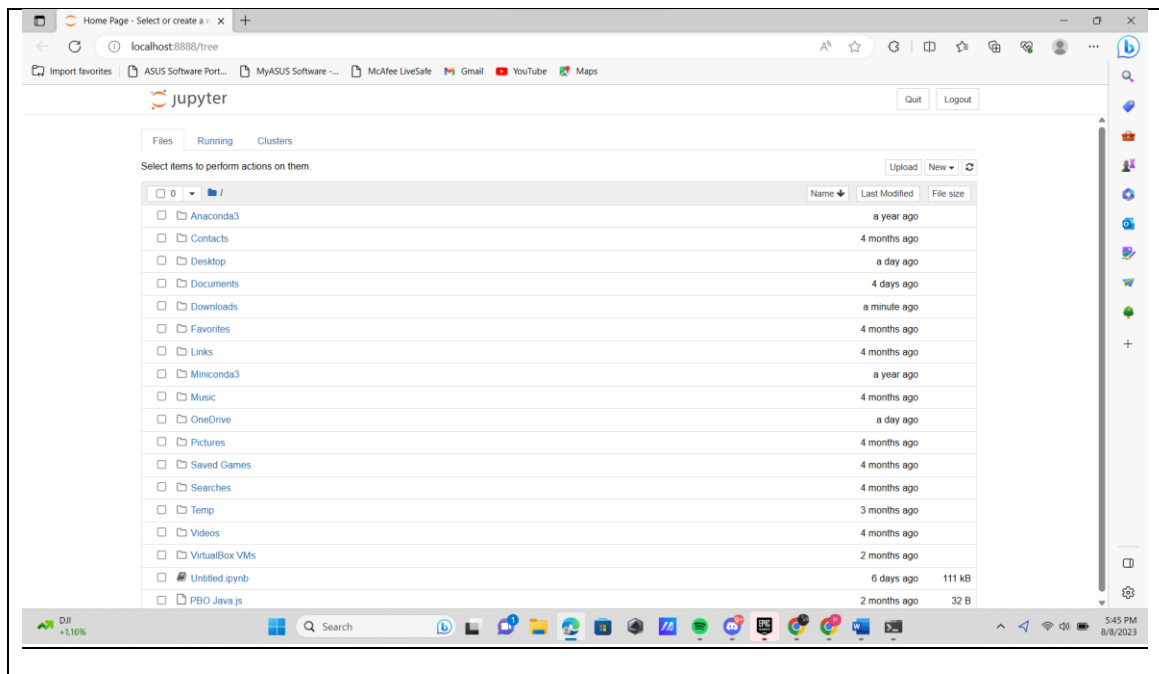 Home Page - Select or create a n
localhost:8888/tree
Import favorites ASUS Software Port... MyASUS Software -... McAfee LiveSafe Gmail YouTube Maps
jupyter Quit Logout
Files Running Clusters
Select items to perform actions on them. Upload New
0 / Name Last Modified File size
Anaconda3 a year ago
Contacts 4 months ago
Desktop a day ago
Documents 4 days ago
Downloads a minute ago
Favorites 4 months ago
Links 4 months ago
Miniconda3 a year ago
Music 4 months ago
OneDrive a day ago
Pictures 4 months ago
Saved Games 4 months ago
Searches 4 months ago
Temp 3 months ago
Videos 4 months ago
VirtualBox VMs 2 months ago
Untitled.ipynb 6 days ago 111 kB
PBO Java.js 2 months ago 32 B
DJI Search 5:45 PM
+1,16% 8/8/2023